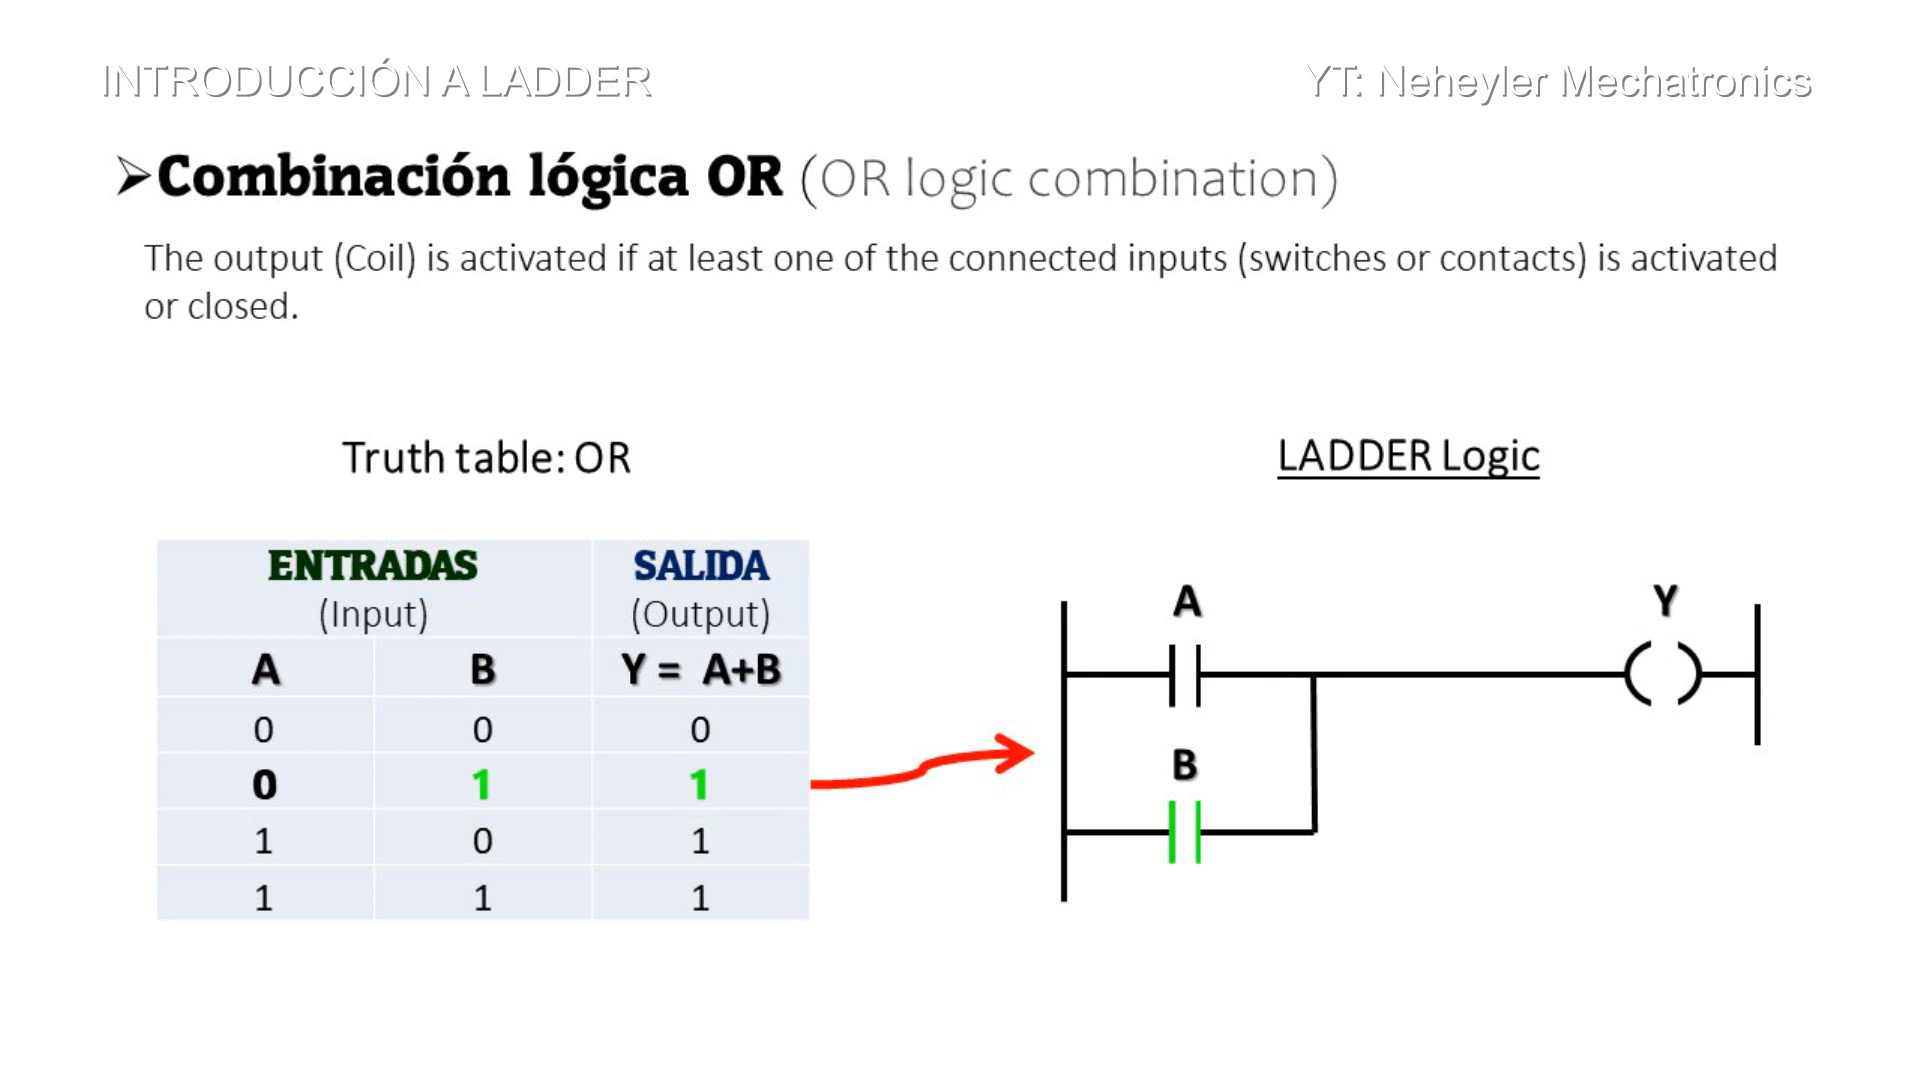 INTRODUCCIÓN A LADDER
YT: Neheyler Mechatronics
➢Combinación lógica OR (OR logic combination)
The output (Coil) is activated if at least one of the connected inputs (switches or contacts) is activated
or closed.
Truth table: OR
ENTRADAS SALIDA
(Input) (Output)
A B Y = A+B
0 0 0
0 1 1
1 0 1
1 1 1
LADDER Logic
A Y
B